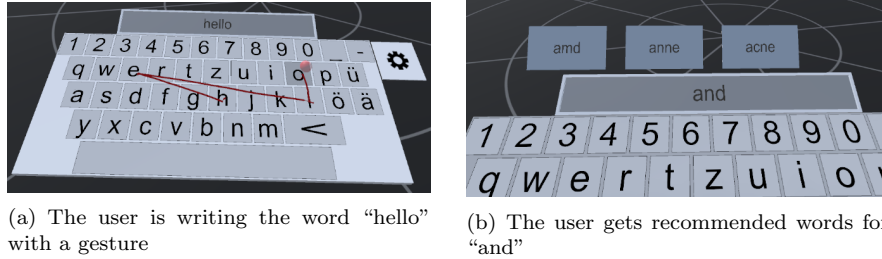 hello
1 2 3 4 5 6 7 8 9 0 _ -
q w e r t z u i o p ü
a s d f g h j k l ö ä
y x c v b n m <
(a) The user is writing the word “hello”
with a gesture
amd anne acne
and
1 2 3 4 5 6 7 8 9 0
q w e r t z u i o
(b) The user gets recommended words for
“and”